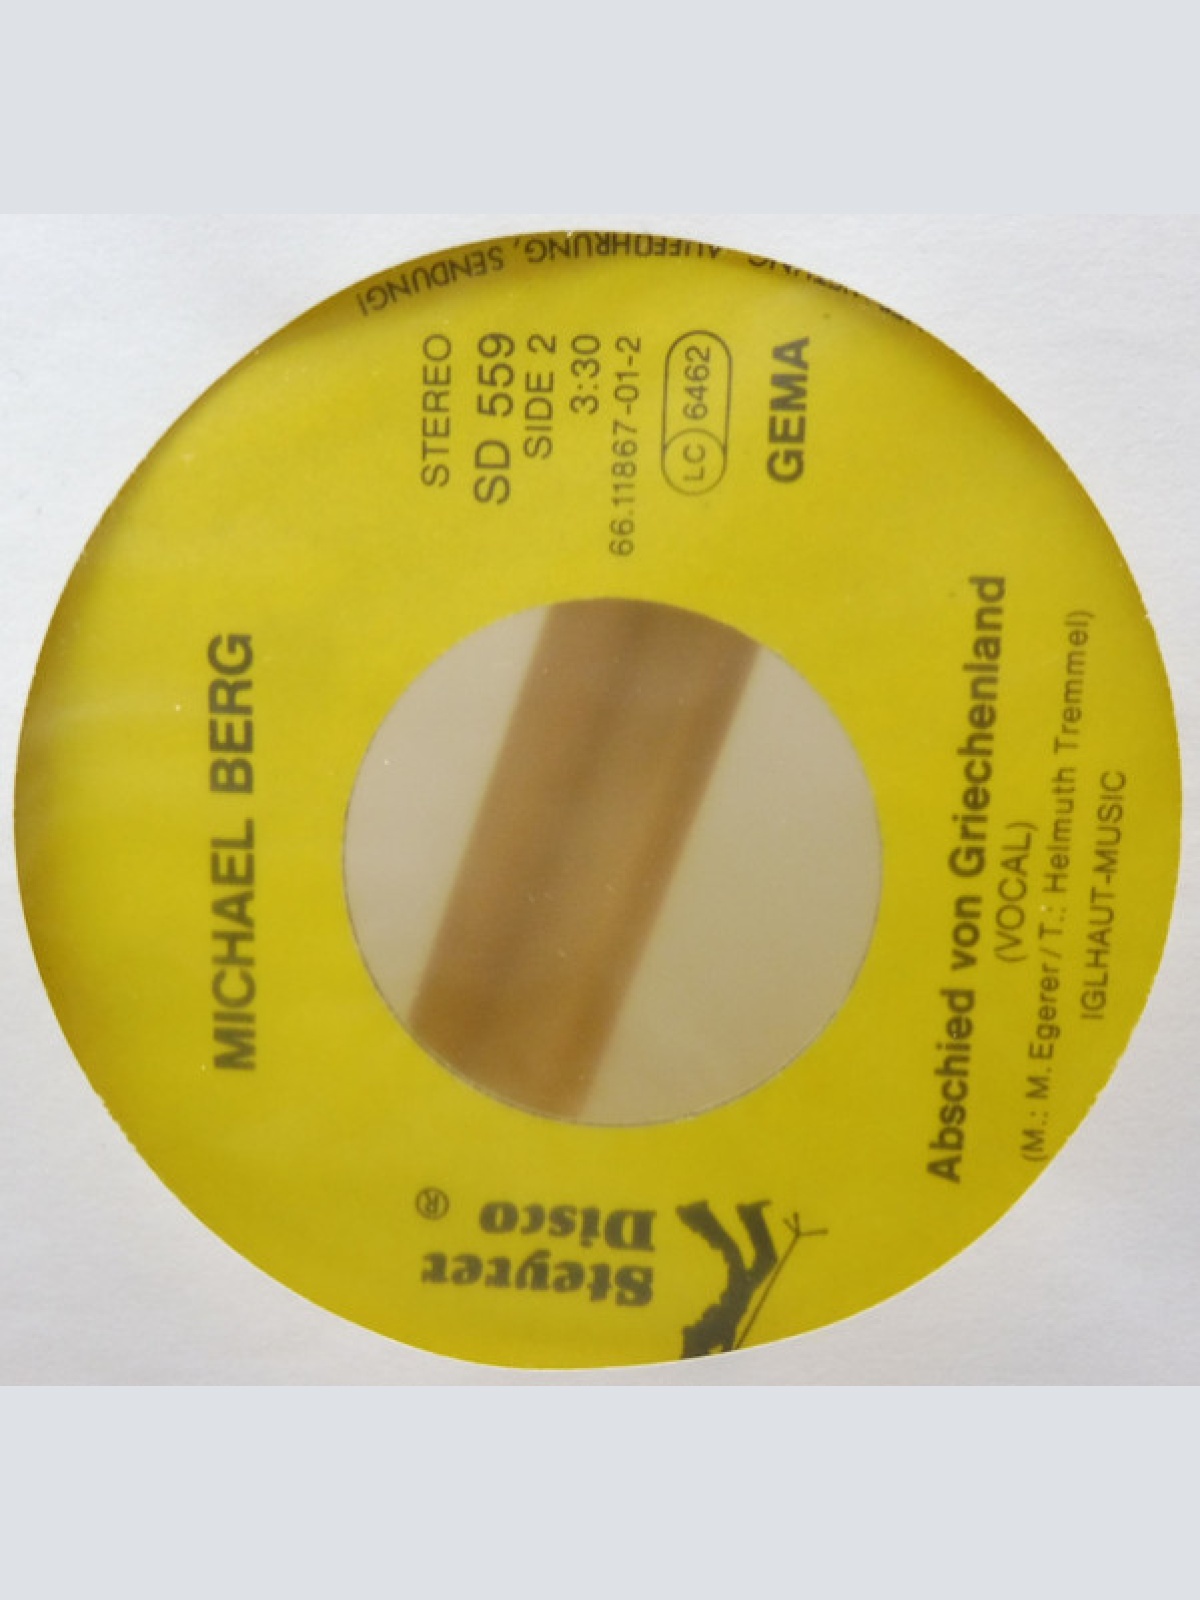 MICHAEL BERG
Steyrer
Disco ®
STEREO
SD 559
SIDE 2
3:30
66.11867-01-2
LC 6462
GEMA
Abschied von Griechenland
(VOCAL)
(M.: M. Egerer / T.: Helmuth Tremmel)
IGLHAUT-MUSIC
AUFFÜHRUNG, SENDUNG!